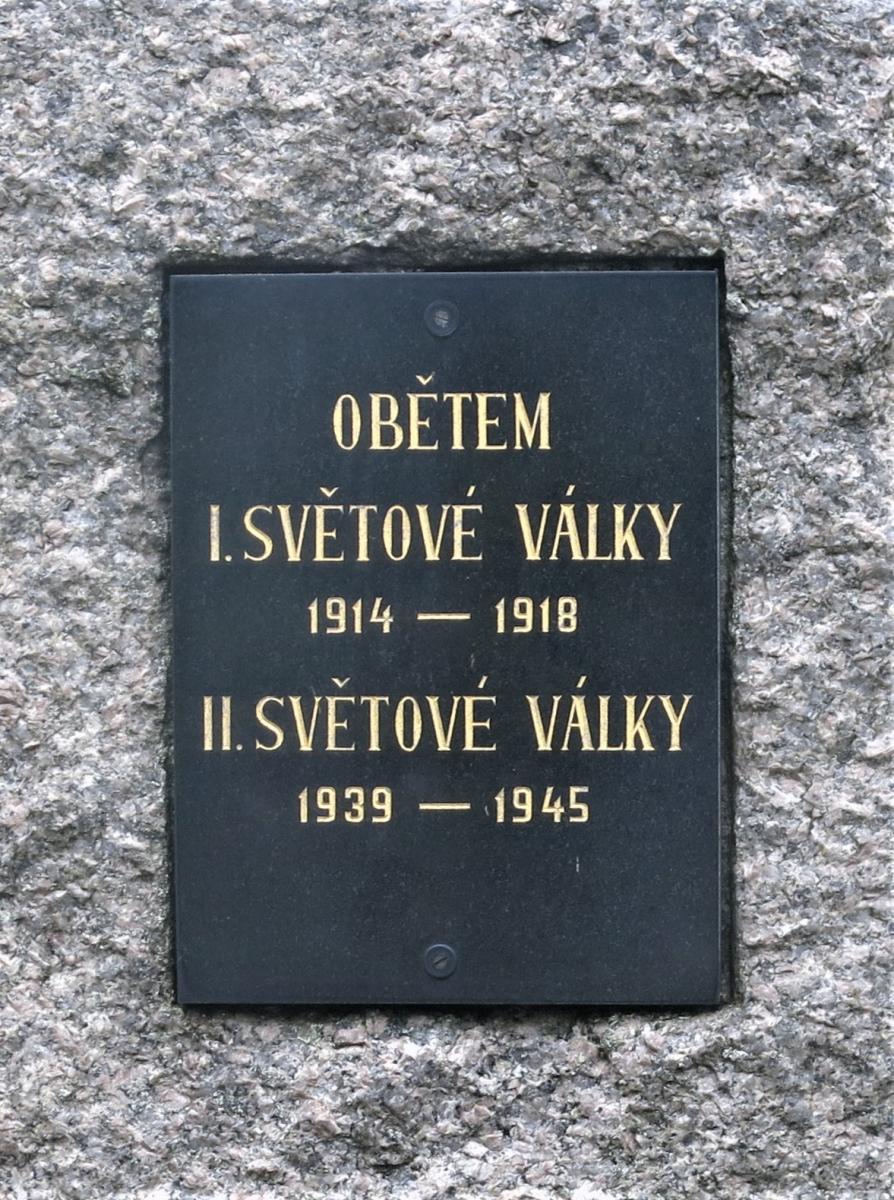 OBĚTEM
I. SVĚTOVÉ VÁLKY
1914 — 1918
II. SVĚTOVÉ VÁLKY
1939 — 1945